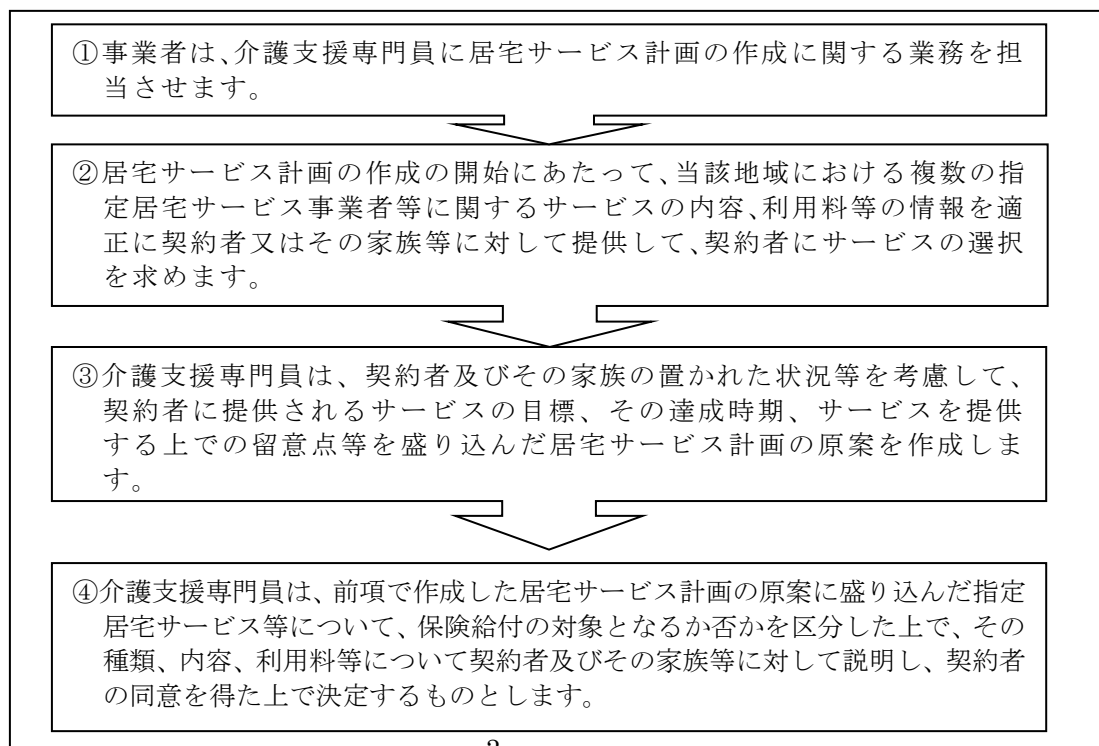 ①事業者は、介護支援専門員に居宅サービス計画の作成に関する業務を担
当させます。
②居宅サービス計画の作成の開始にあたって、当該地域における複数の指
定居宅サービス事業者等に関するサービスの内容、利用料等の情報を適
正に契約者又はその家族等に対して提供して、契約者にサービスの選択
を求めます。
③介護支援専門員は、契約者及びその家族の置かれた状況等を考慮して、
契約者に提供されるサービスの目標、その達成時期、サービスを提供
する上での留意点等を盛り込んだ居宅サービス計画の原案を作成しま
す。
④介護支援専門員は、前項で作成した居宅サービス計画の原案に盛り込んだ指定
居宅サービス等について、保険給付の対象となるか否かを区分した上で、その
種類、内容、利用料等について契約者及びその家族等に対して説明し、契約者
の同意を得た上で決定するものとします。